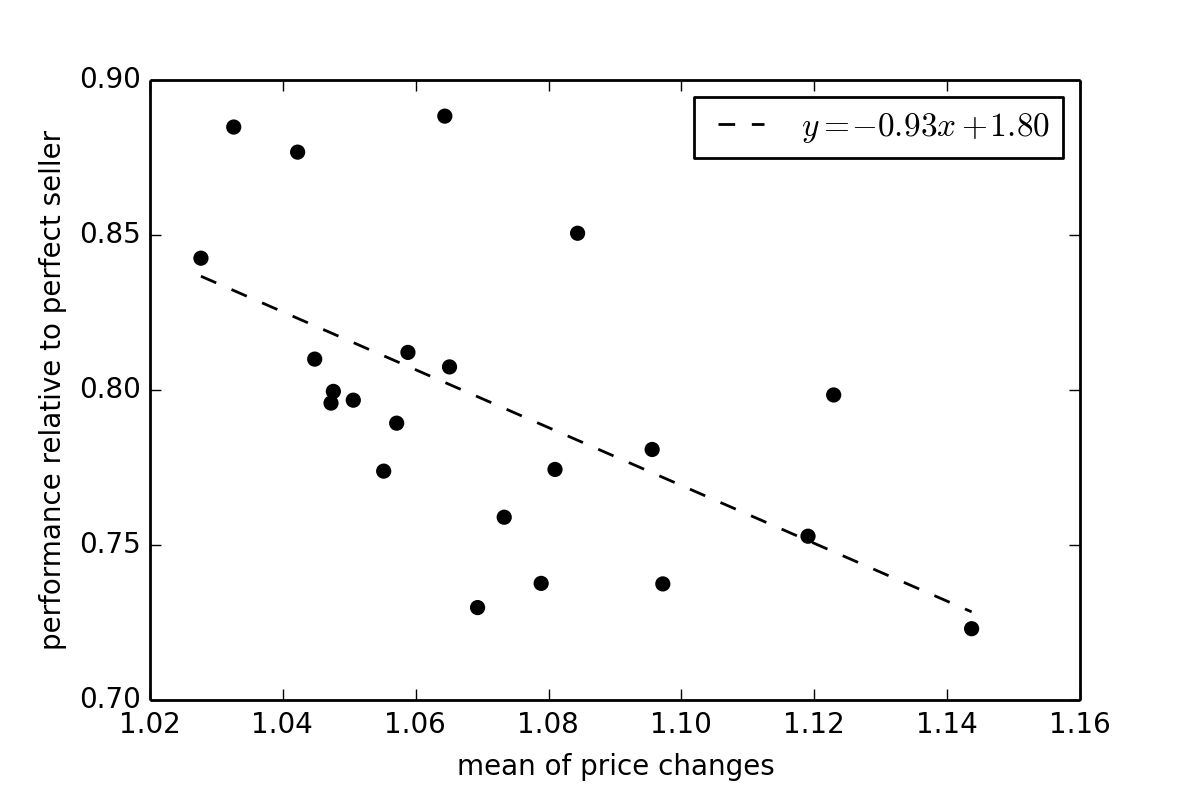 y=−0.93x+1.80
performance relative to perfect seller
0.90
0.85
0.80
0.75
0.70
1.02 1.04 1.06 1.08 1.10 1.12 1.14 1.16
mean of price changes